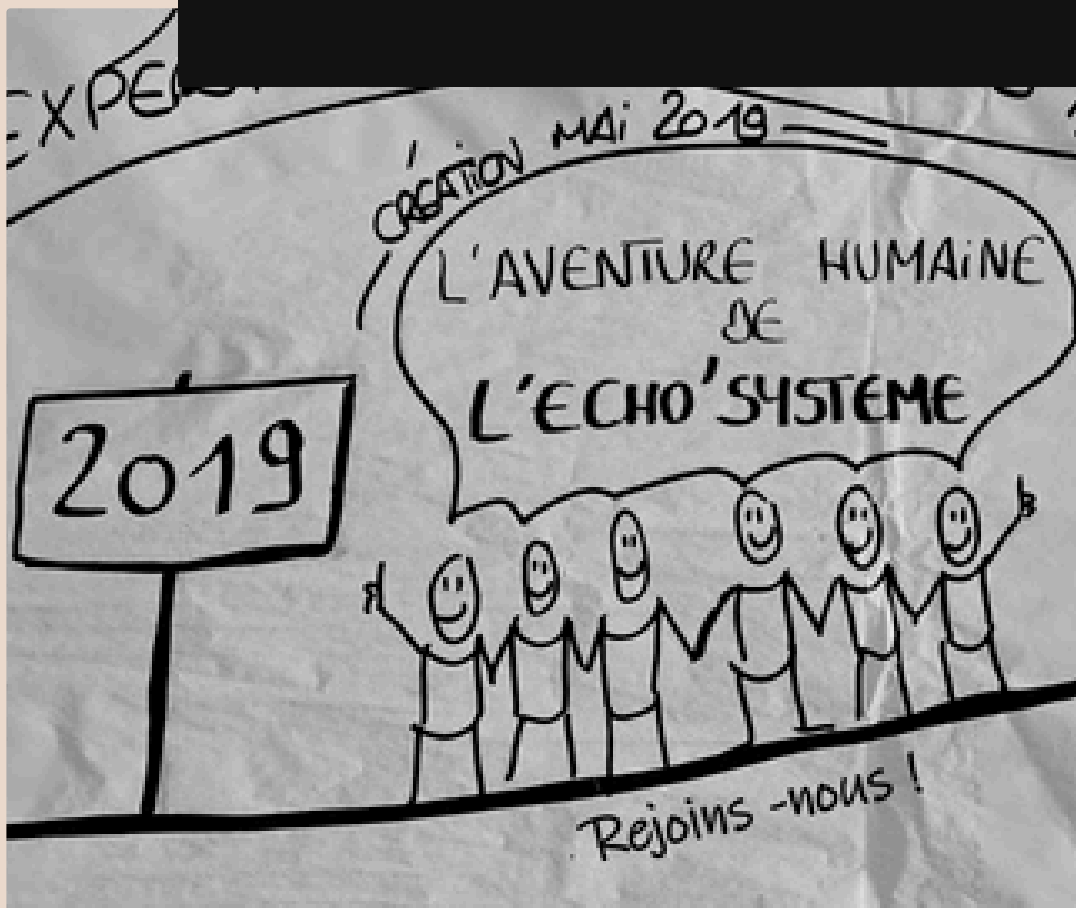 CRÉATION MAI 2019
L'AVENTURE HUMAINE
DE
L'ECHO'SYSTEME
2019
Rejoins-nous !